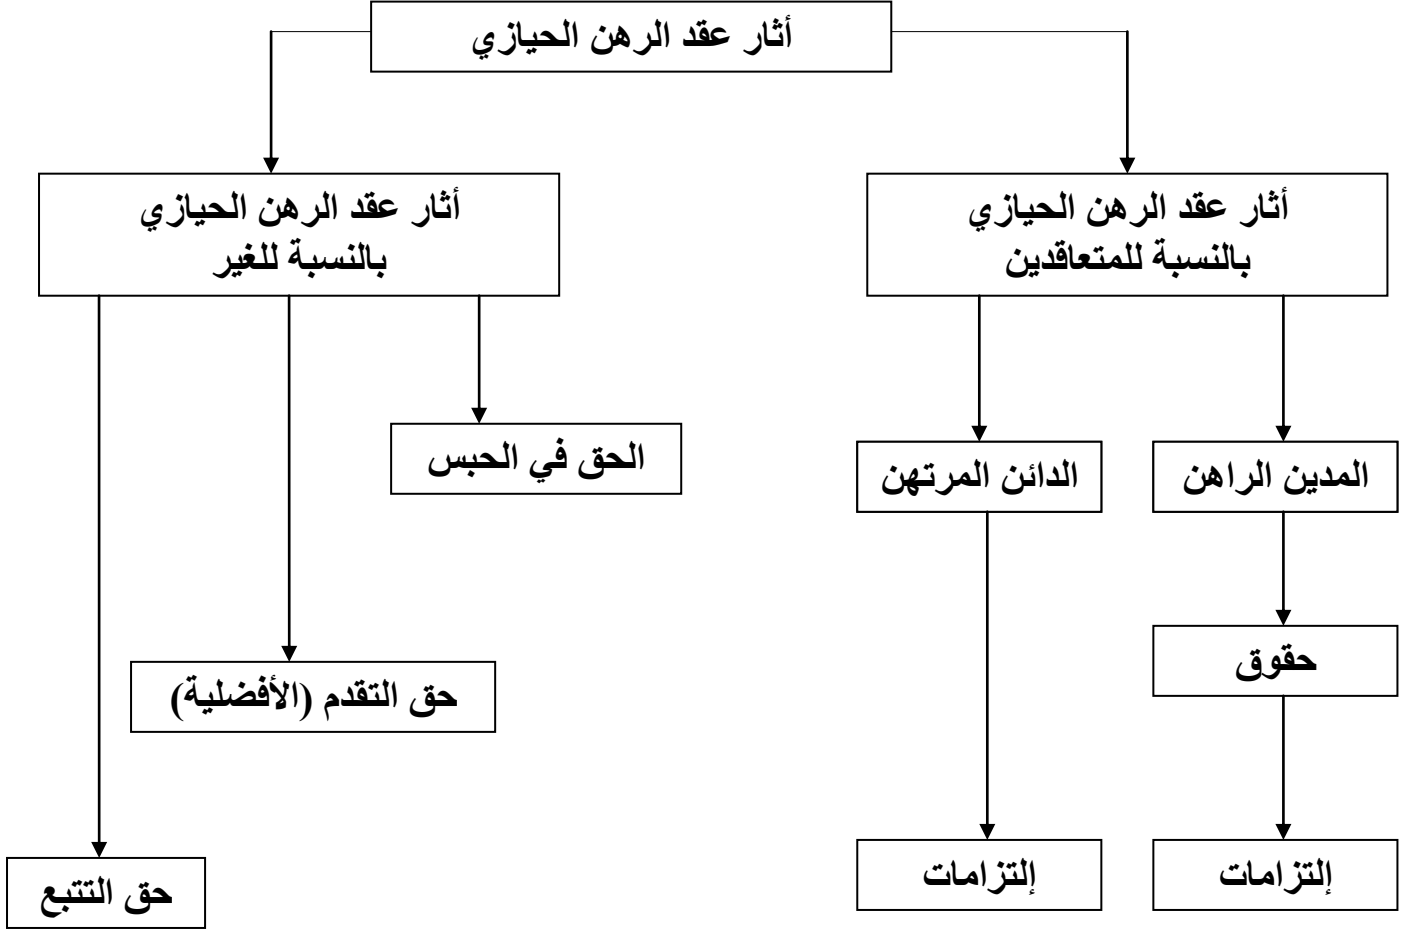 أثار عقد الرهن الحيازي
أثار عقد الرهن الحيازي
بالنسبة للمتعاقدين
أثار عقد الرهن الحيازي
بالنسبة للغير
المدين الراهن
الدائن المرتهن
الحق في الحبس
حقوق
حق التقدم (الأفضلية)
إلتزامات
إلتزامات
حق التتبع